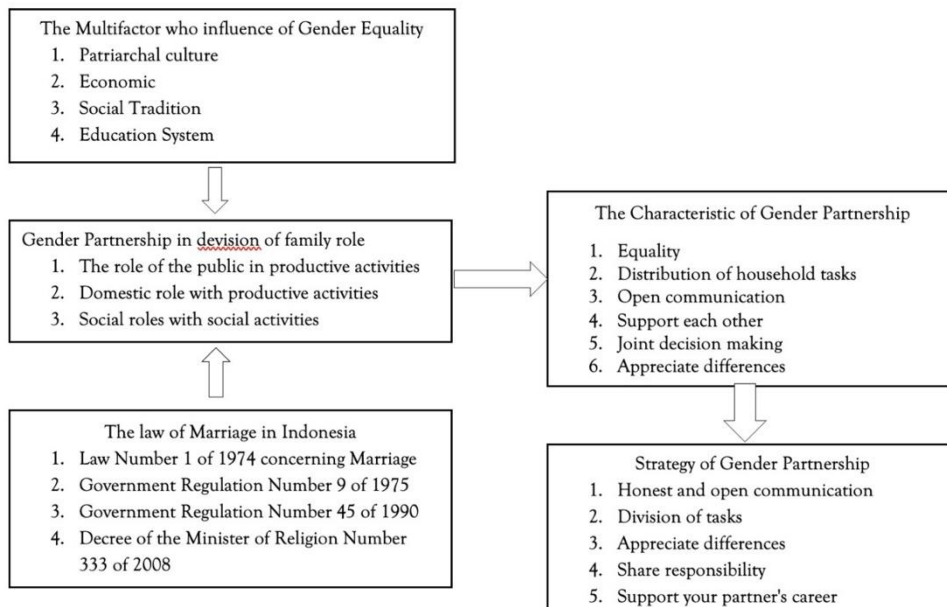 The Multifactor who influence of Gender Equality
1. Patriarchal culture
2. Economic
3. Social Tradition
4. Education System
Gender Partnership in devision of family role
1. The role of the public in productive activities
2. Domestic role with productive activities
3. Social roles with social activities
The law of Marriage in Indonesia
1. Law Number 1 of 1974 concerning Marriage
2. Government Regulation Number 9 of 1975
3. Government Regulation Number 45 of 1990
4. Decree of the Minister of Religion Number
333 of 2008
The Characteristic of Gender Partnership
1. Equality
2. Distribution of household tasks
3. Open communication
4. Support each other
5. Joint decision making
6. Appreciate differences
Strategy of Gender Partnership
1. Honest and open communication
2. Division of tasks
3. Appreciate differences
4. Share responsibility
5. Support your partner's career